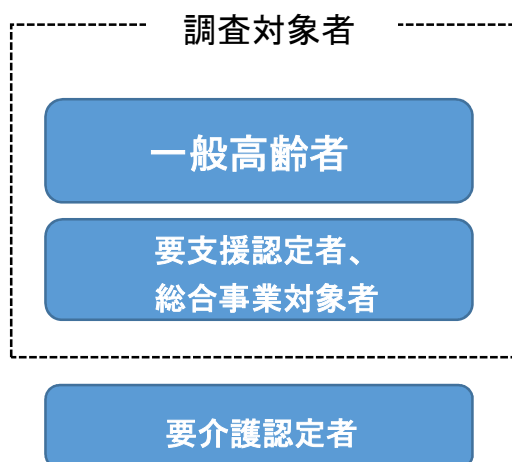 調査対象者
一般高齢者
要支援認定者、
総合事業対象者
要介護認定者